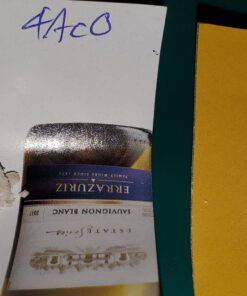 4ACO
ESTATE Series
2017
SAUVIGNON BLANC
ERRAZURIZ
FAMILY WINES SINCE 1870